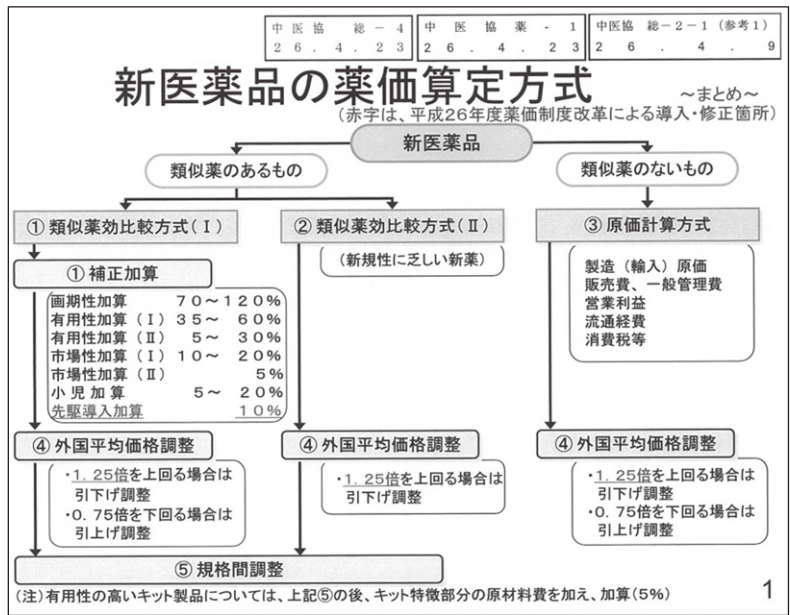 中医協 総－4
26．4．23
中医協 薬－1
26．4．23
中医協 総－2－1（参考1）
26．4．9
新医薬品の薬価算定方式 ～まとめ～
（赤字は、平成26年度薬価制度改革による導入・修正箇所）
新医薬品
類似薬のあるもの
類似薬のないもの
①類似薬効比較方式（Ⅰ）
②類似薬効比較方式（Ⅱ）
③原価計算方式
①補正加算
画期性加算 70～120％
有用性加算（Ⅰ）35～ 60％
有用性加算（Ⅱ） 5～ 30％
市場性加算（Ⅰ）10～ 20％
市場性加算（Ⅱ） 5％
小児加算 5～ 20％
先駆導入加算 10％
（新規性に乏しい新薬）
製造（輸入）原価
販売費、一般管理費
営業利益
流通経費
消費税等
④外国平均価格調整
・1．25倍を上回る場合は
引下げ調整
・0．75倍を下回る場合は
引上げ調整
④外国平均価格調整
・1．25倍を上回る場合は
引下げ調整
④外国平均価格調整
・1．25倍を上回る場合は
引下げ調整
・0．75倍を下回る場合は
引上げ調整
⑤規格間調整
（注）有用性の高いキット製品については、上記⑤の後、キット特徴部分の原材料費を加え、加算（5％）
1